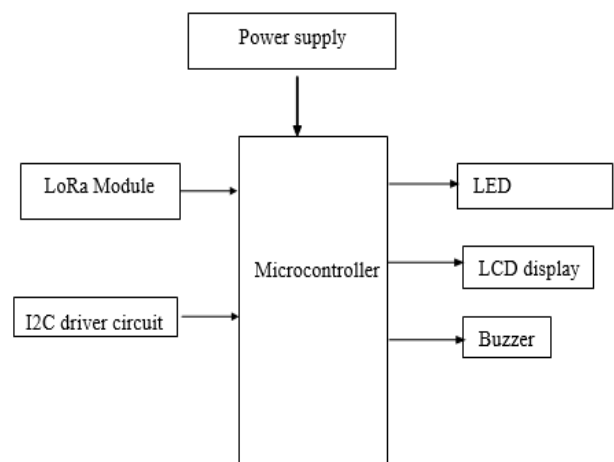 Power supply
LoRa Module
LED
Microcontroller
LCD display
I2C driver circuit
Buzzer